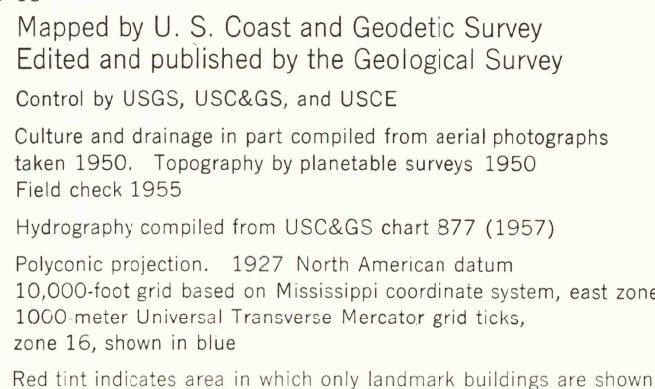 Mapped by U. S. Coast and Geodetic Survey
Edited and published by the Geological Survey
Control by USGS, USC&GS, and USCE
Culture and drainage in part compiled from aerial photographs
taken 1950. Topography by planetable surveys 1950
Field check 1955
Hydrography compiled from USC&GS chart 877 (1957)
Polyconic projection. 1927 North American datum
10,000-foot grid based on Mississippi coordinate system, east zone
1000-meter Universal Transverse Mercator grid ticks,
zone 16, shown in blue
Red tint indicates area in which only landmark buildings are shown